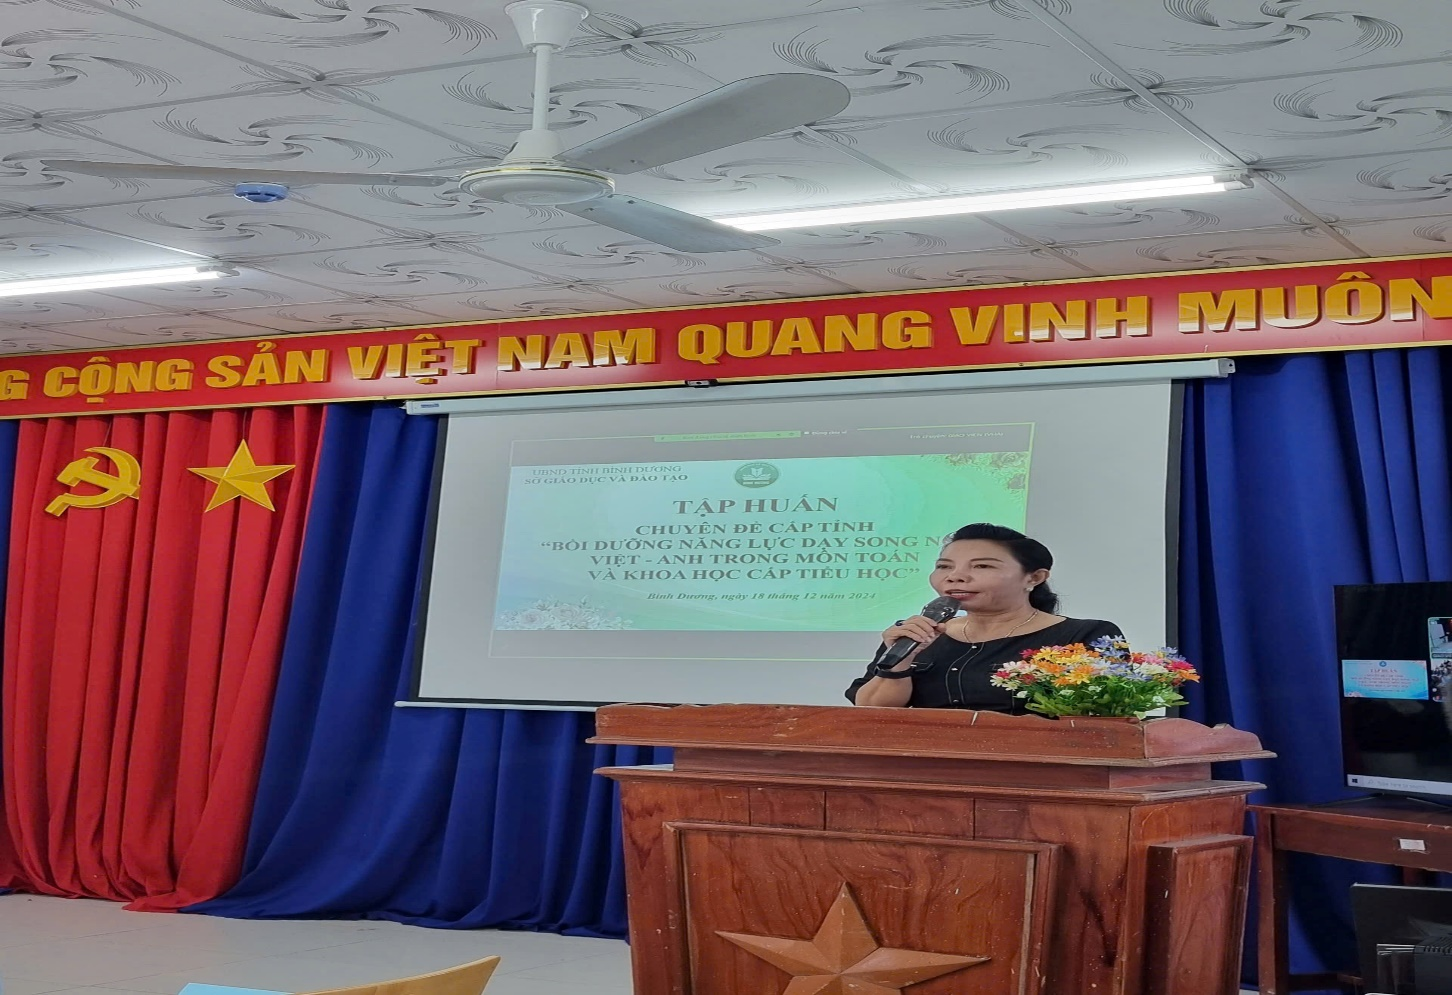 G CỘNG SẢN VIỆT NAM QUANG VINH MUÔN
UBND TỈNH BÌNH DƯƠNG
SỞ GIÁO DỤC VÀ ĐÀO TẠO
TẬP HUẤN
CHUYÊN ĐỀ CẤP TỈNH
“BỒI DƯỠNG NĂNG LỰC DẠY SONG N
VIỆT - ANH TRONG MÔN TOÁN
VÀ KHOA HỌC CẤP TIỂU HỌC”
Bình Dương, ngày 18 tháng 12 năm 2024
TẬP HUẤN